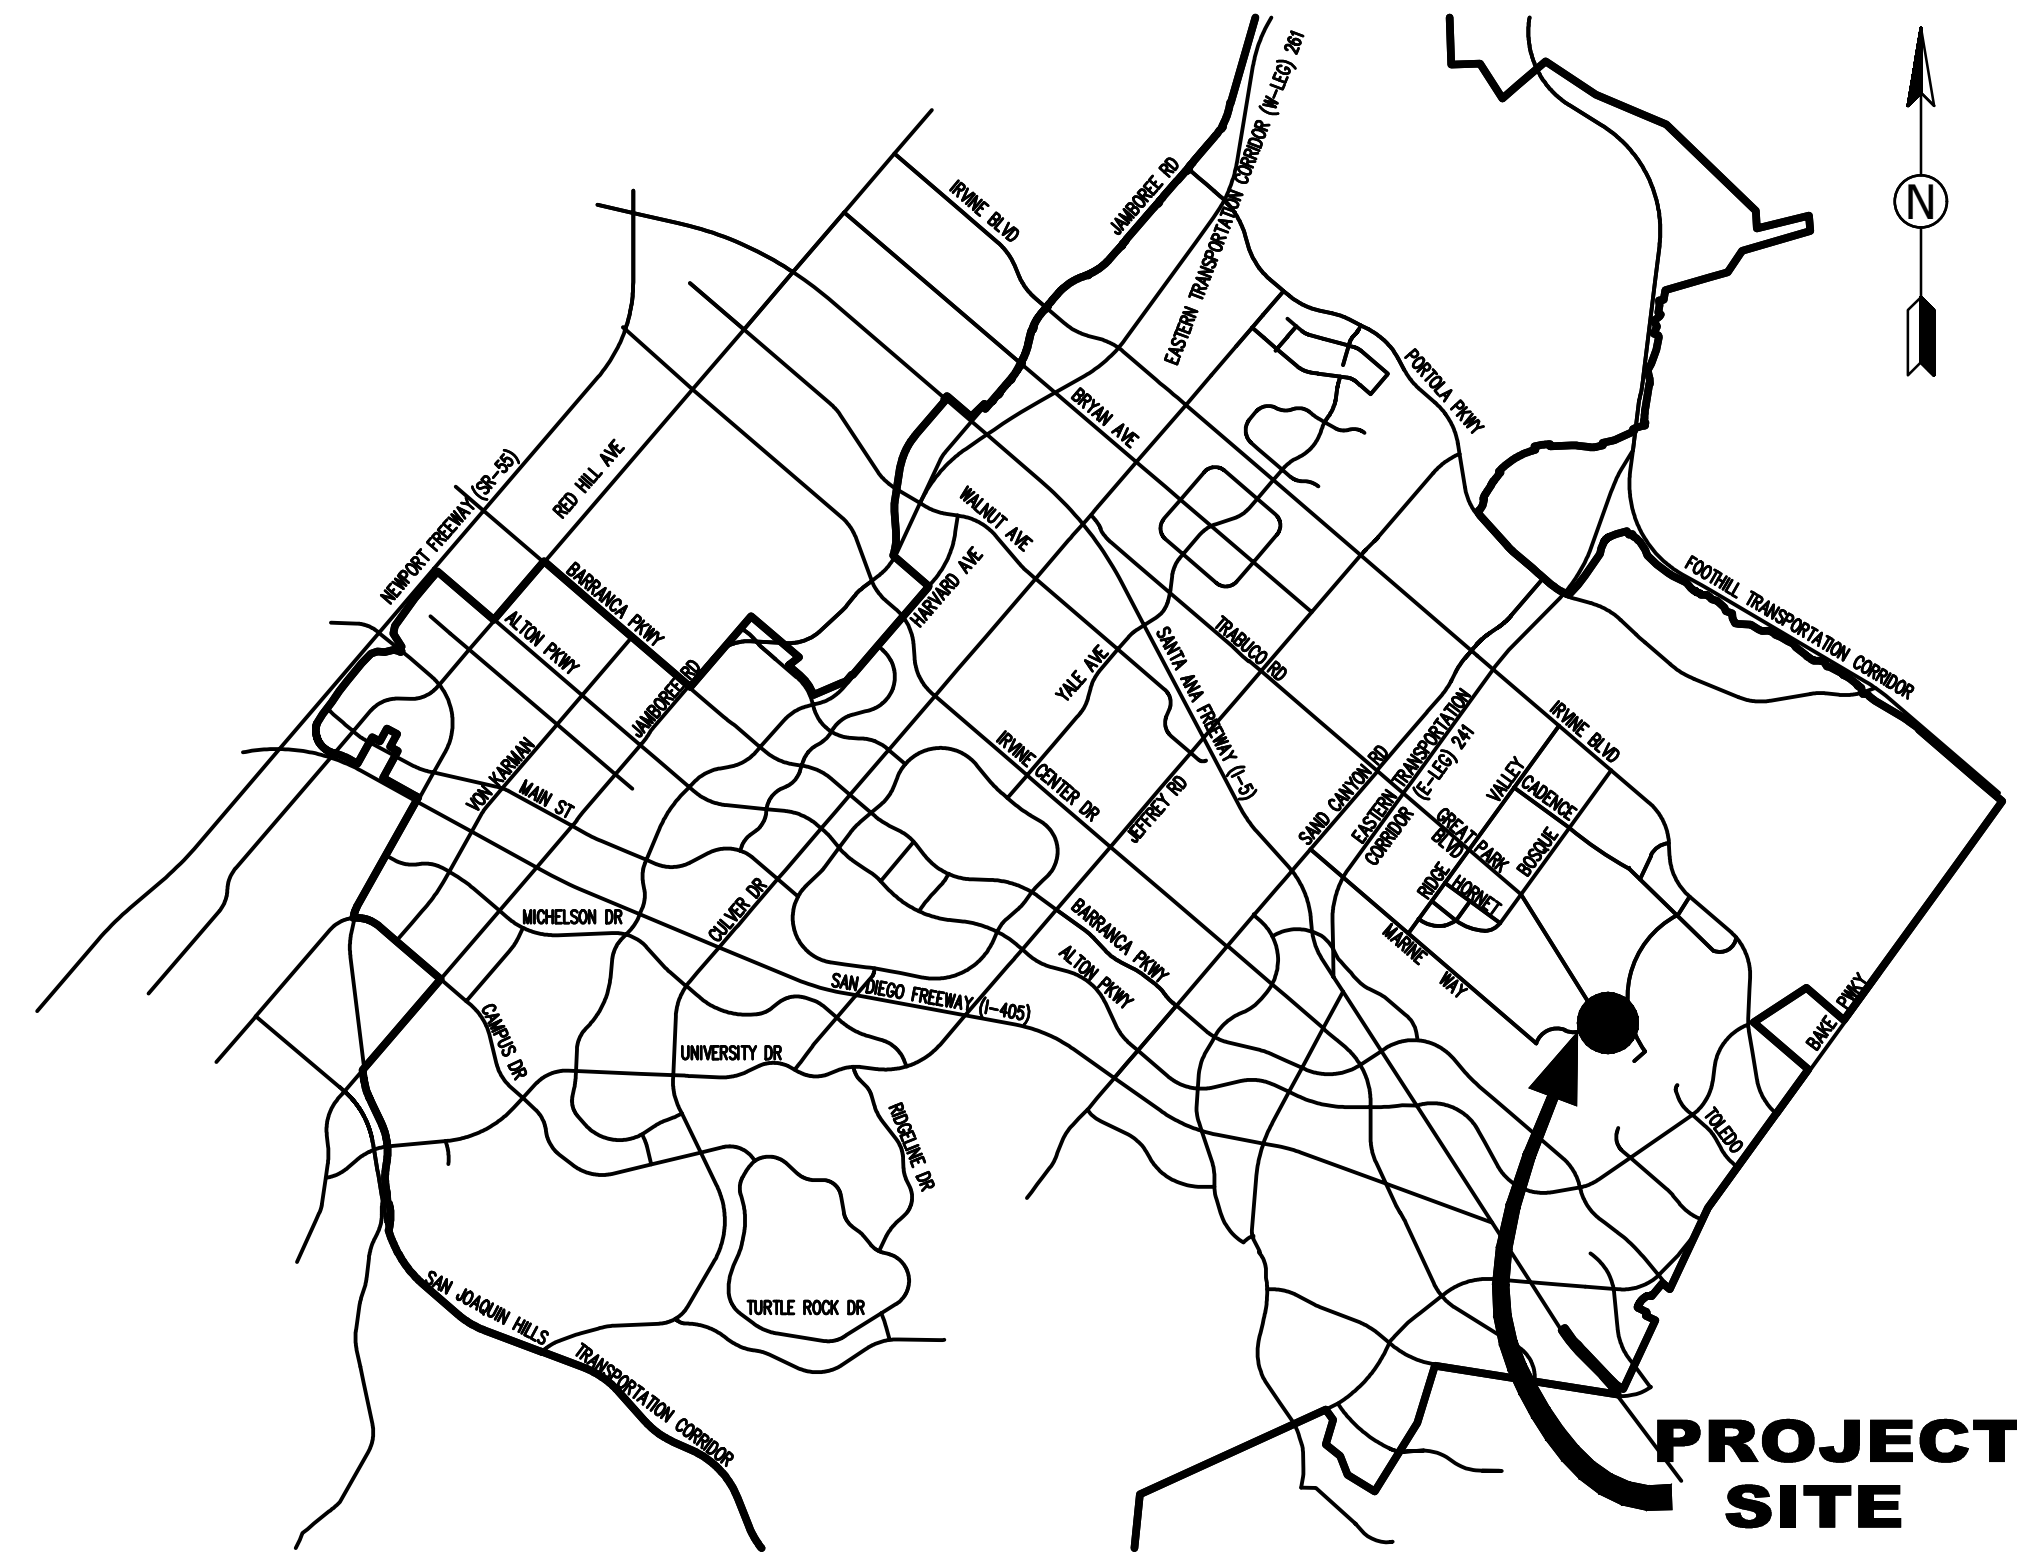 EASTERN TRANSPORTATION CORRIDOR (W-LEG) 261
N
JAMBOREE RD
IRVINE BLVD
PORTOLA PKWY
BRYAN AVE
RED HILL AVE
NEWPORT FREEWAY (SR-55)
WALNUT AVE
HARVARD AVE
BARRANCA PKWY
ALTON PKWY
FOOTHILL TRANSPORTATION CORRIDOR
TRABUCO RD
YALE AVE
SANTA ANA FREEWAY (I-5)
JAMBOREE RD
VON KARMAN
MAIN ST
IRVINE CENTER DR
JEFFREY RD
SAND CANYON RD
EASTERN TRANSPORTATION
CORRIDOR (E-LEG) 241
IRVINE BLVD
VALLEY
CADENCE
GREAT PARK
BLVD
BOSQUE
RIDGE
HORNET
MICHELSON DR
CULVER DR
BARRANCA PKWY
ALTON PKWY
MARINE WAY
SAN DIEGO FREEWAY (I-405)
BAKE PWKY
CAMPUS DR
UNIVERSITY DR
RIDGELINE DR
TOLEDO
TURTLE ROCK DR
SAN JOAQUIN HILLS
TRANSPORTATION CORRIDOR
PROJECT
SITE